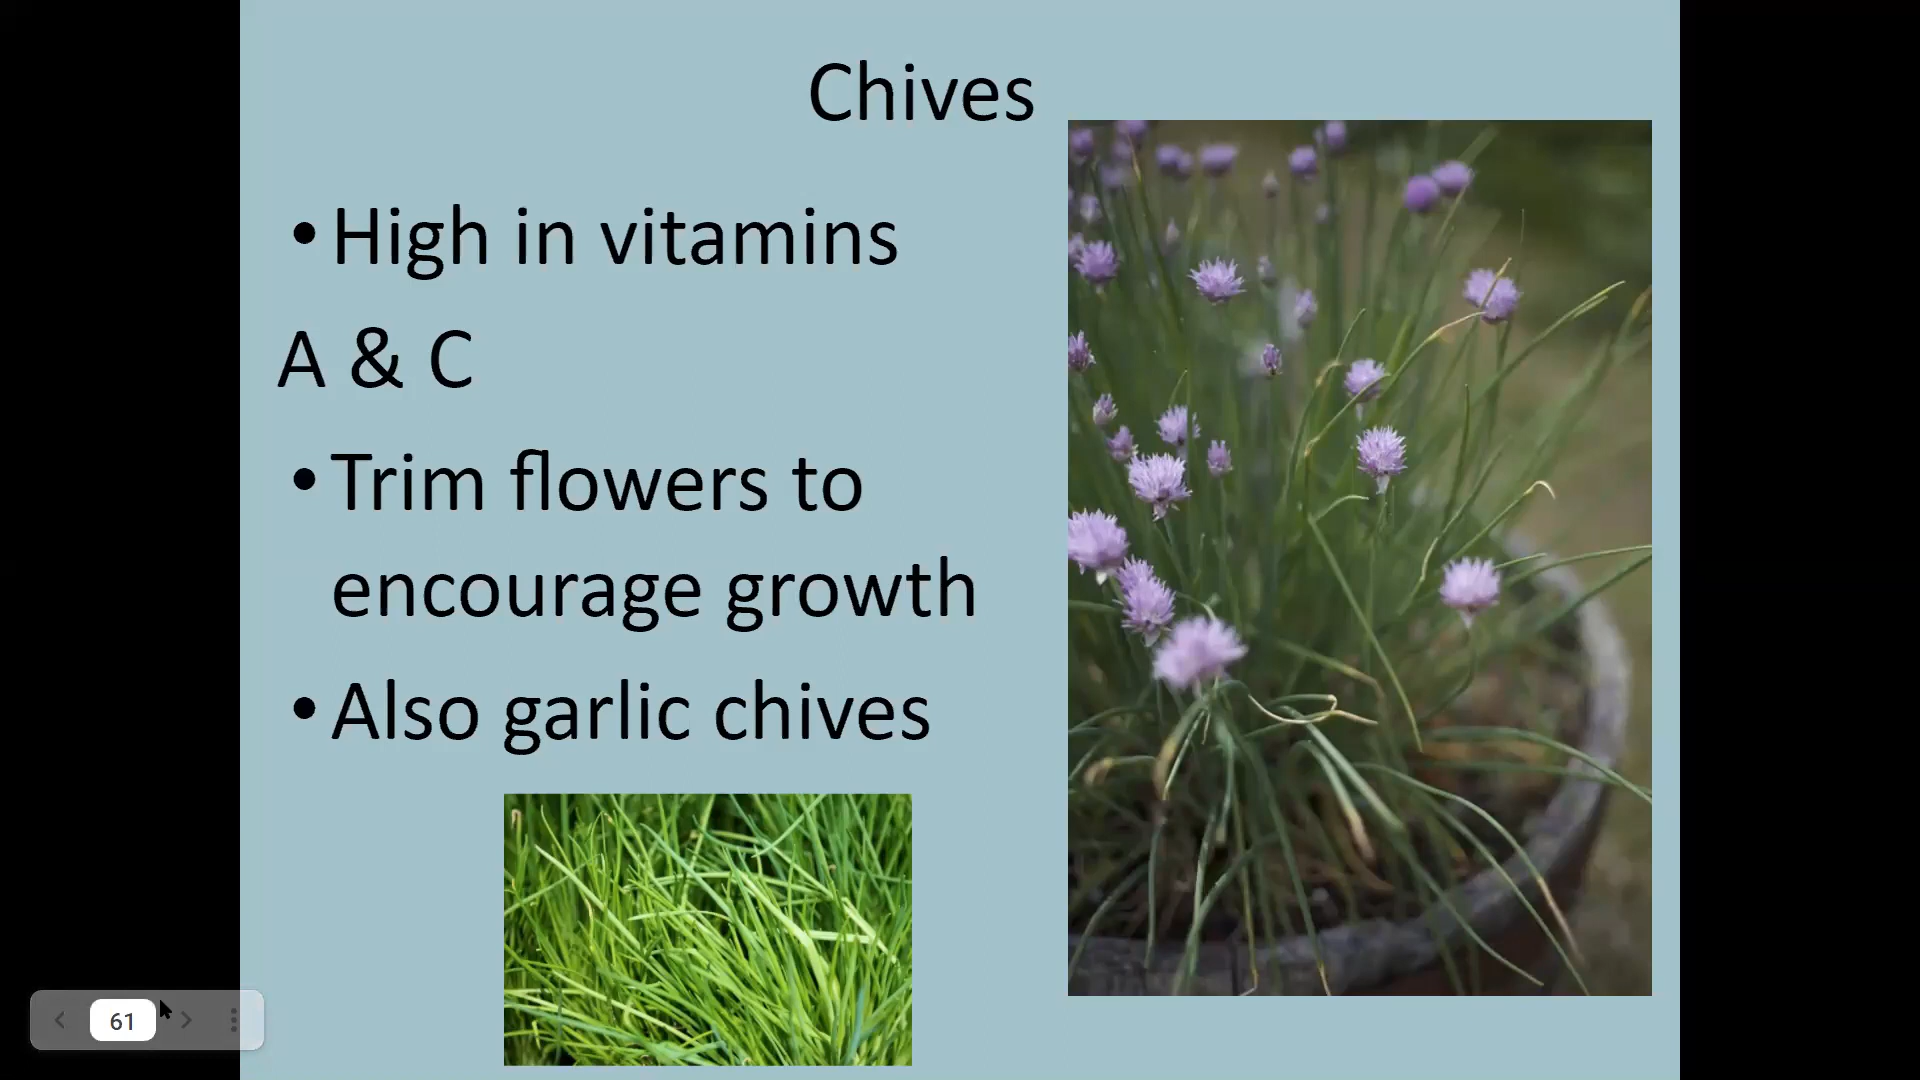 Chives
• High in vitamins
A & C
• Trim flowers to
encourage growth
• Also garlic chives
61